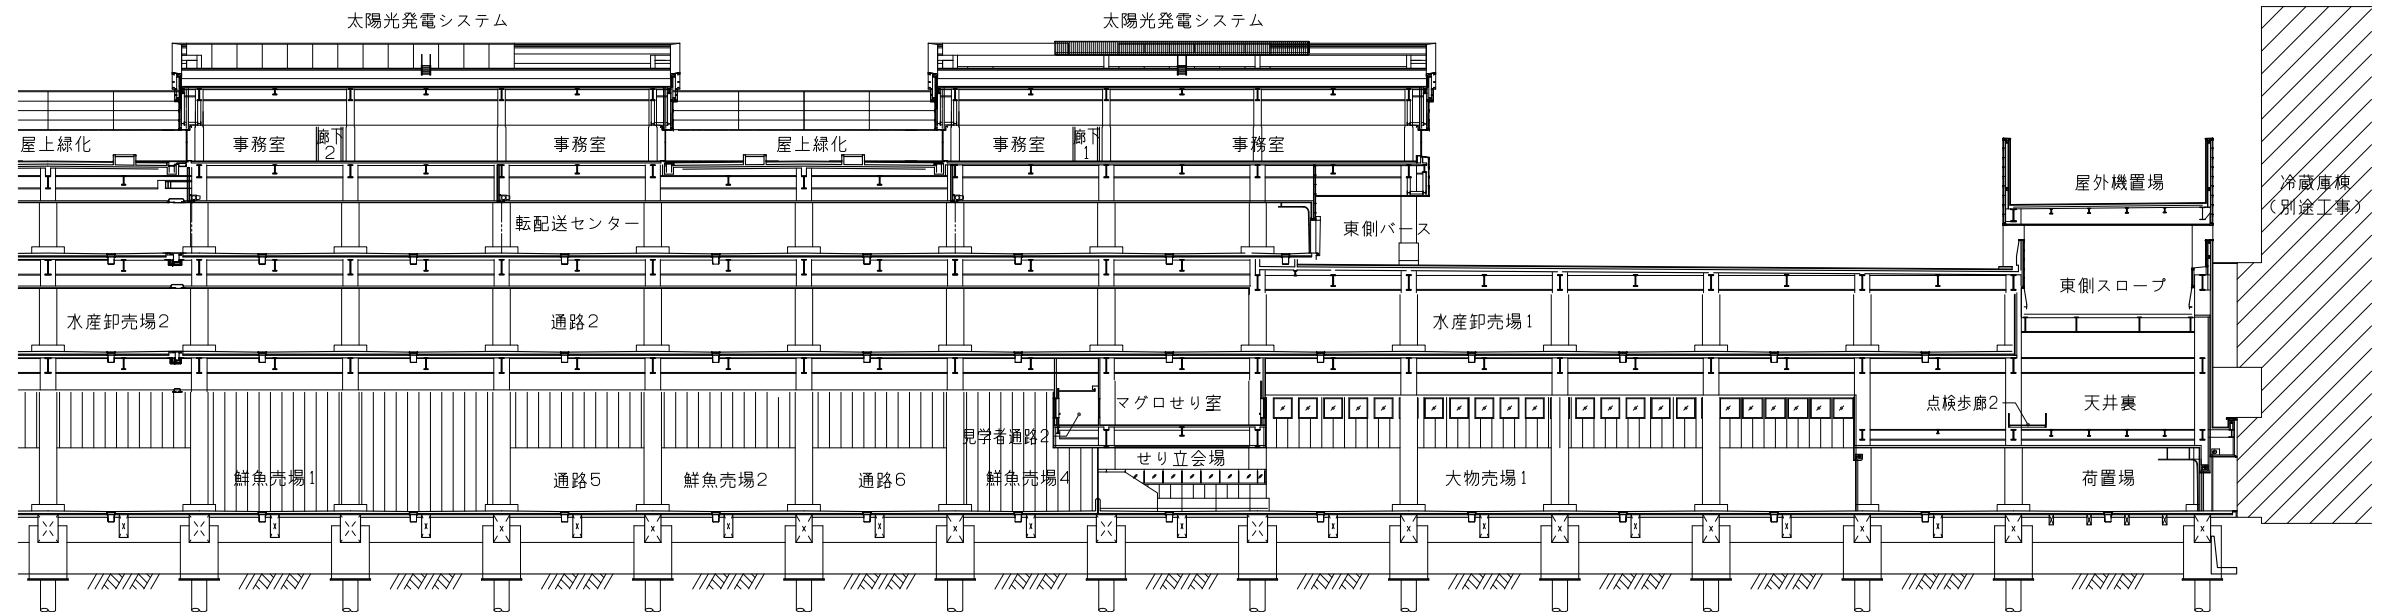 太陽光発電システム
太陽光発電システム
屋上緑化
事務室
廊下
2
事務室
屋上緑化
事務室
廊下
1
事務室
屋外機置場
冷蔵庫棟
(別途工事)
転配送センター
東側バース
東側スロープ
水産卸売場2
通路2
水産卸売場1
マグロせり室
点検歩廊2
天井裏
見学者通路2
せり立会場
鮮魚売場1
通路5
鮮魚売場2
通路6
鮮魚売場4
大物売場1
荷置場